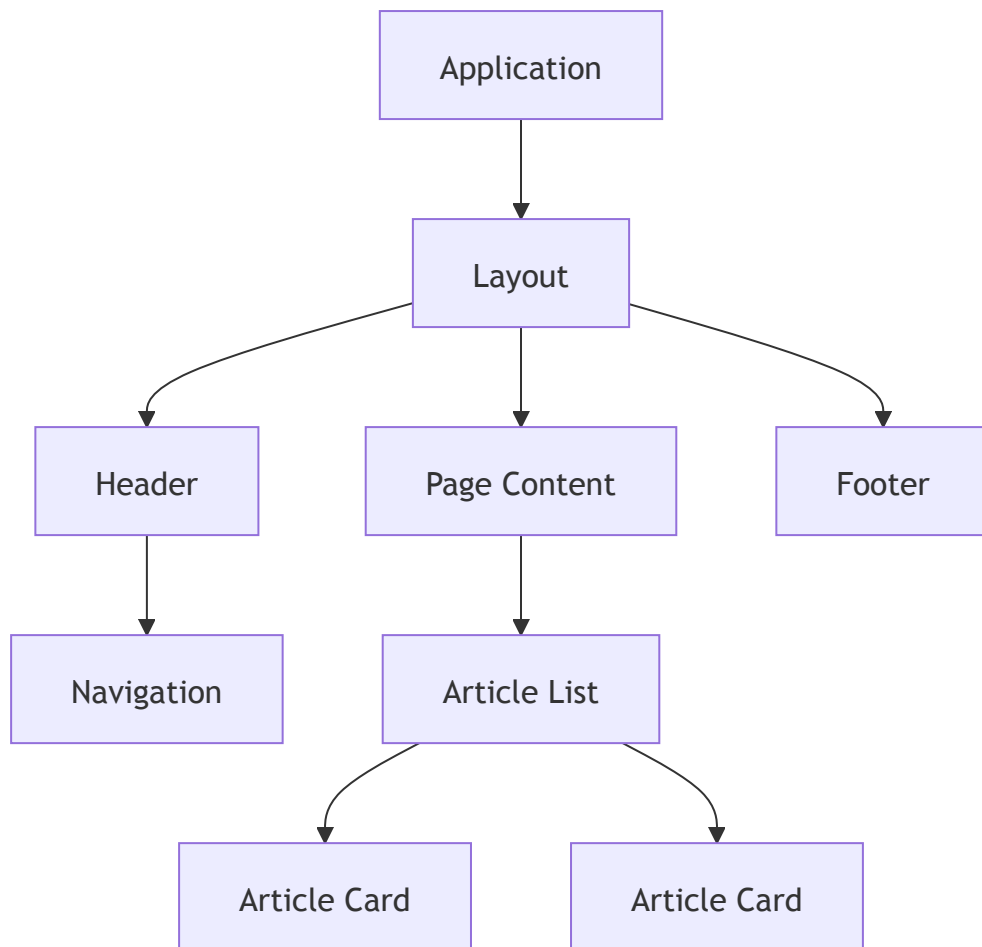 Application
Layout
Header
Page Content
Footer
Navigation
Article List
Article Card
Article Card